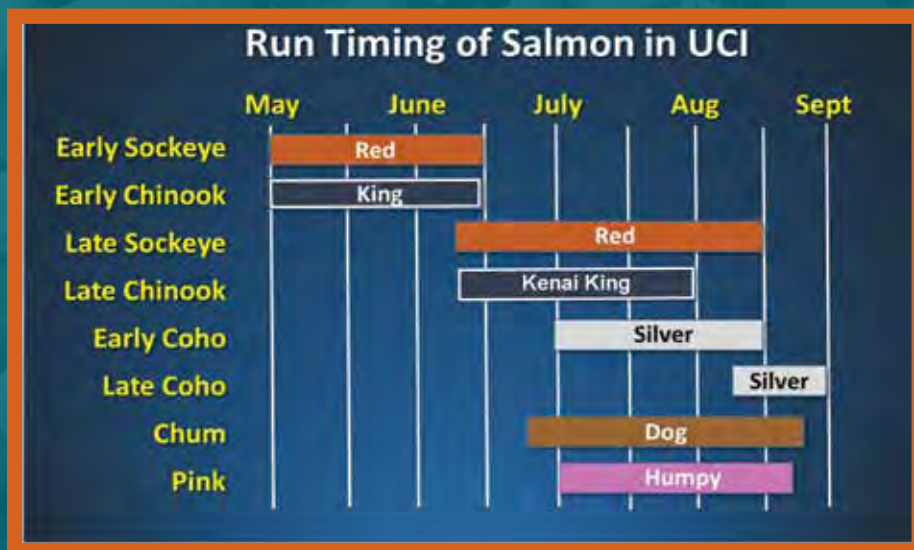 Run Timing of Salmon in UCI
May June July Aug Sept
Early Sockeye Red
Early Chinook King
Late Sockeye Red
Late Chinook Kenai King
Early Coho Silver
Late Coho Silver
Chum Dog
Pink Humpy